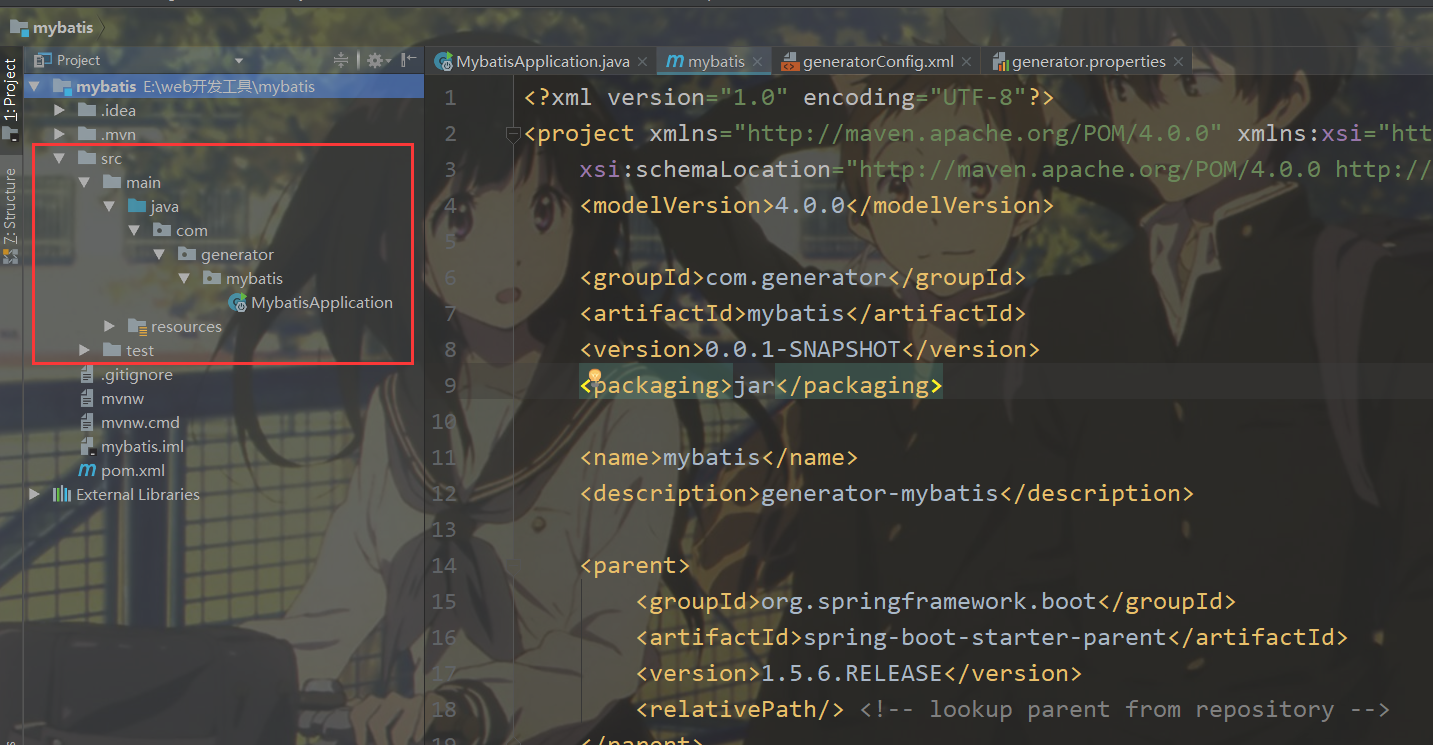 mybatis
1: Project
Z: Structure
Project
mybatis E:\web开发工具\mybatis
.idea
.mvn
src
main
java
com
generator
mybatis
MybatisApplication
resources
test
.gitignore
mvnw
mvnw.cmd
mybatis.iml
pom.xml
External Libraries
MybatisApplication.java
mybatis
generatorConfig.xml
generator.properties
1 <?xml version="1.0" encoding="UTF-8"?>
2 <project xmlns="http://maven.apache.org/POM/4.0.0" xmlns:xsi="htt
3 xsi:schemaLocation="http://maven.apache.org/POM/4.0.0 http://
4 <modelVersion>4.0.0</modelVersion>
5
6 <groupId>com.generator</groupId>
7 <artifactId>mybatis</artifactId>
8 <version>0.0.1-SNAPSHOT</version>
9 <packaging>jar</packaging>
10
11 <name>mybatis</name>
12 <description>generator-mybatis</description>
13
14 <parent>
15 <groupId>org.springframework.boot</groupId>
16 <artifactId>spring-boot-starter-parent</artifactId>
17 <version>1.5.6.RELEASE</version>
18 <relativePath/> <!-- lookup parent from repository -->
19 </parent>